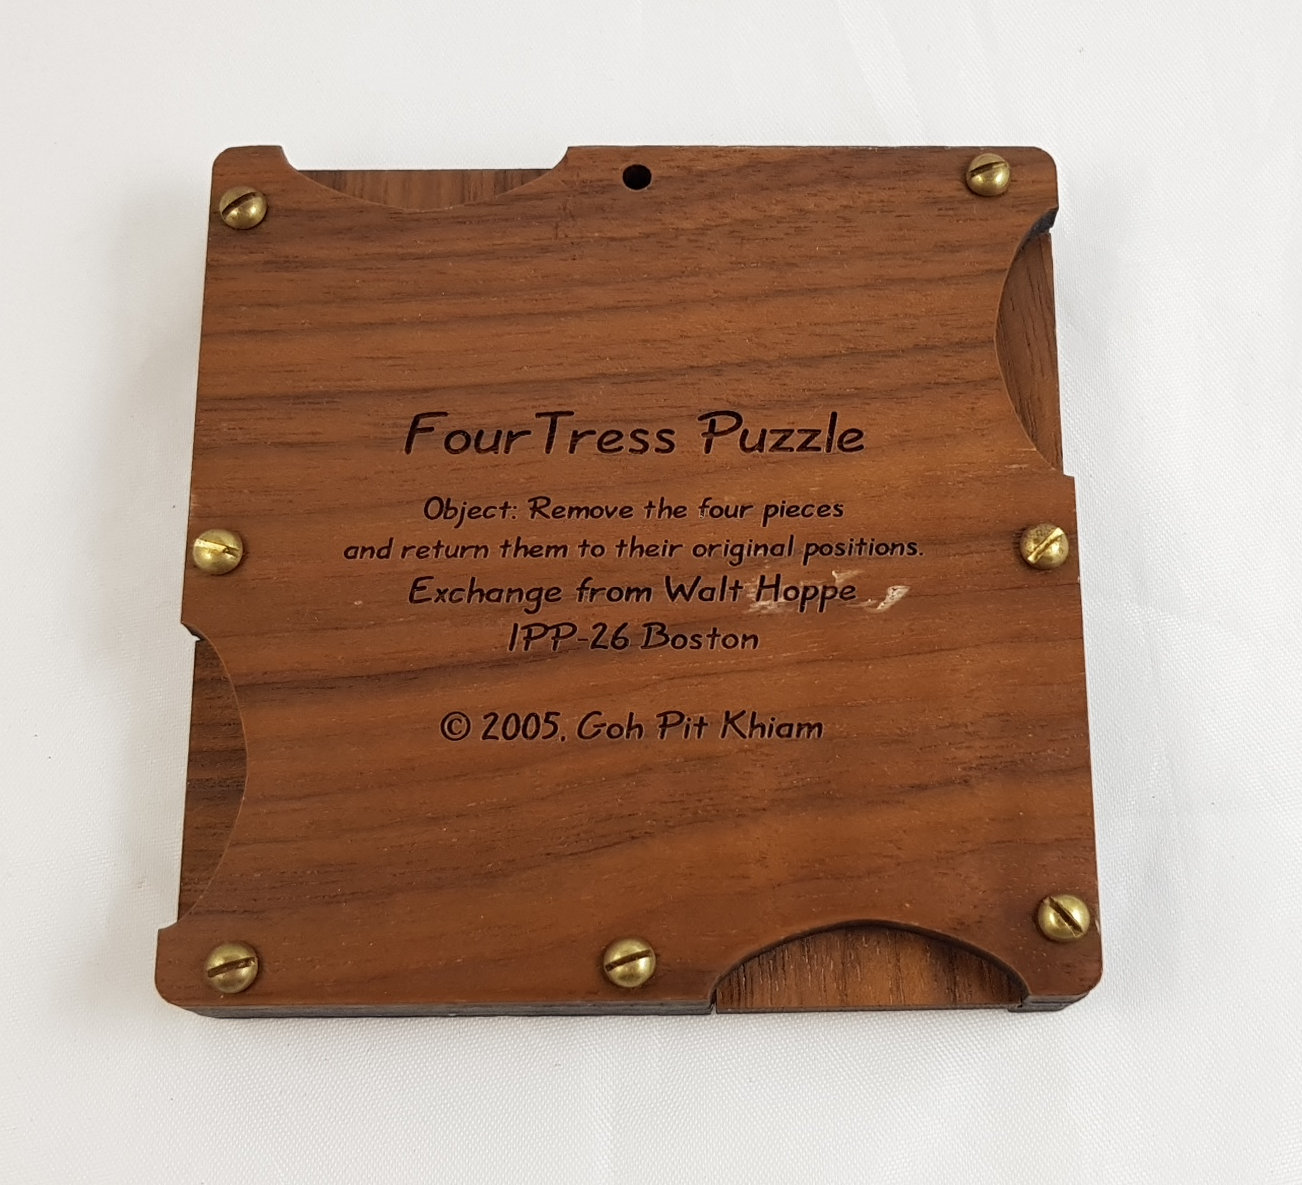 FourTress Puzzle
Object: Remove the four pieces
and return them to their original positions.
Exchange from Walt Hoppe
IPP-26 Boston
© 2005, Goh Pit Khiam